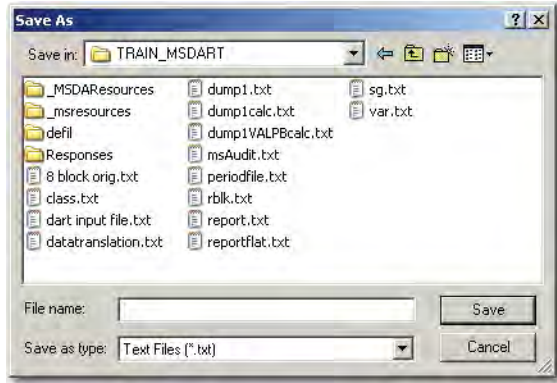 Save As
Save in: TRAIN_MSDART
_MSDAResources
_msresources
defil
Responses
8 block orig.txt
class.txt
dart input file.txt
datatranslation.txt
dump1.txt
dump1calc.txt
dump1VALPBcalc.txt
msAudit.txt
periodfile.txt
rblk.txt
report.txt
reportflat.txt
sg.txt
var.txt
File name:
Save
Save as type: Text Files (*.txt)
Cancel